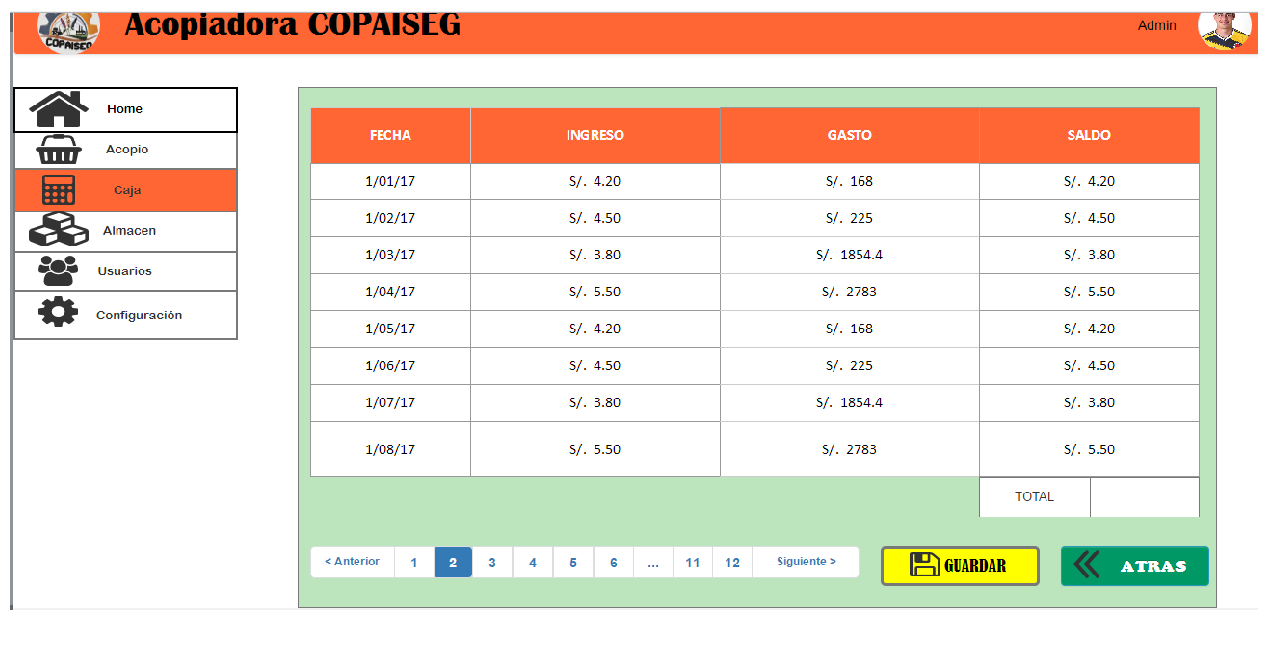 Acopiadora COPAISEG
Admin
COPAISEG
Home
Acopio
Caja
Almacen
Usuarios
Configuración
FECHA INGRESO GASTO SALDO
1/01/17 S/. 4.20 S/. 168 S/. 4.20
1/02/17 S/. 4.50 S/. 225 S/. 4.50
1/03/17 S/. 3.80 S/. 1854.4 S/. 3.80
1/04/17 S/. 5.50 S/. 2783 S/. 5.50
1/05/17 S/. 4.20 S/. 168 S/. 4.20
1/06/17 S/. 4.50 S/. 225 S/. 4.50
1/07/17 S/. 3.80 S/. 1854.4 S/. 3.80
1/08/17 S/. 5.50 S/. 2783 S/. 5.50
TOTAL
< Anterior 1 2 3 4 5 6 ... 11 12 Siguiente >
GUARDAR
ATRAS